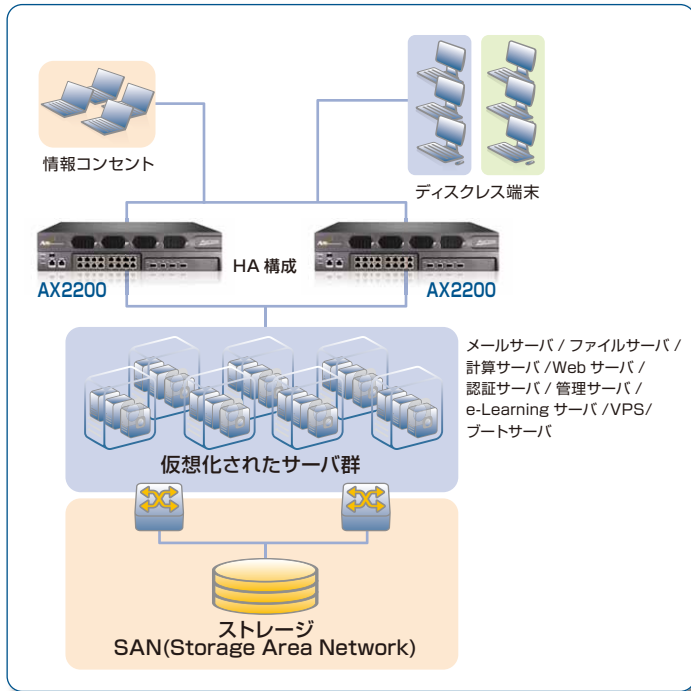 情報コンセント
ディスクレス端末
HA 構成
AX2200
AX2200
メールサーバ / ファイルサーバ /
計算サーバ /Web サーバ /
認証サーバ / 管理サーバ /
e-Learning サーバ /VPS/
ブートサーバ
仮想化されたサーバ群
ストレージ
SAN(Storage Area Network)